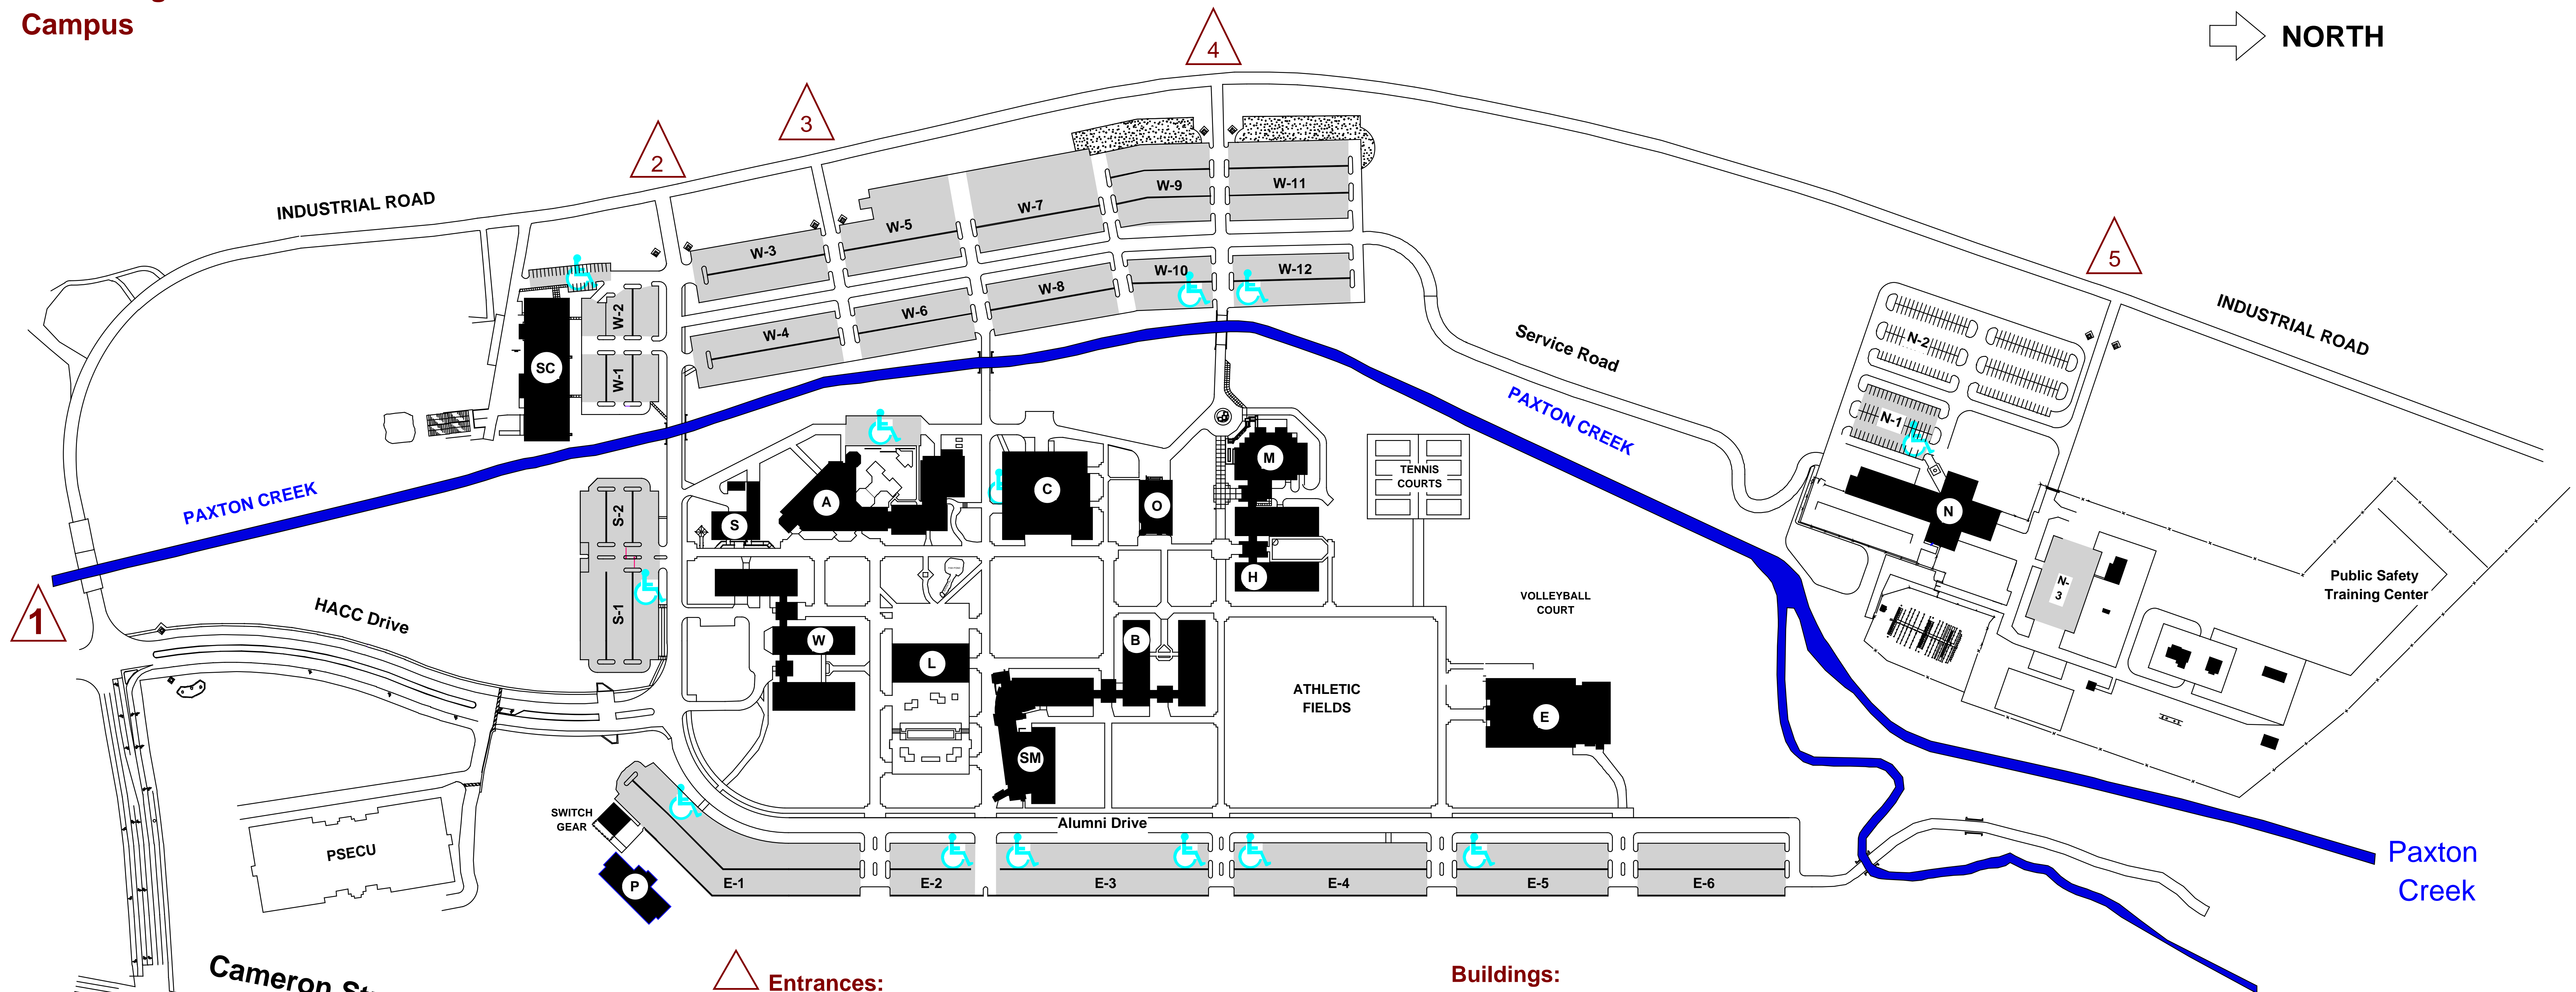 Campus
NORTH
4
3
2
5
1
INDUSTRIAL ROAD
INDUSTRIAL ROAD
W-3
W-5
W-7
W-9
W-11
W-4
W-6
W-8
W-10
W-12
W-2
W-1
SC
Service Road
PAXTON CREEK
PAXTON CREEK
N-2
N-1
N
N-
3
Public Safety
Training Center
TENNIS
COURTS
VOLLEYBALL
COURT
ATHLETIC
FIELDS
S-2
S-1
S
A
C
O
M
H
W
L
B
SM
E
HACC Drive
SWITCH
GEAR
P
PSECU
Alumni Drive
E-1
E-2
E-3
E-4
E-5
E-6
Paxton
Creek
Cameron
Entrances:
Buildings: